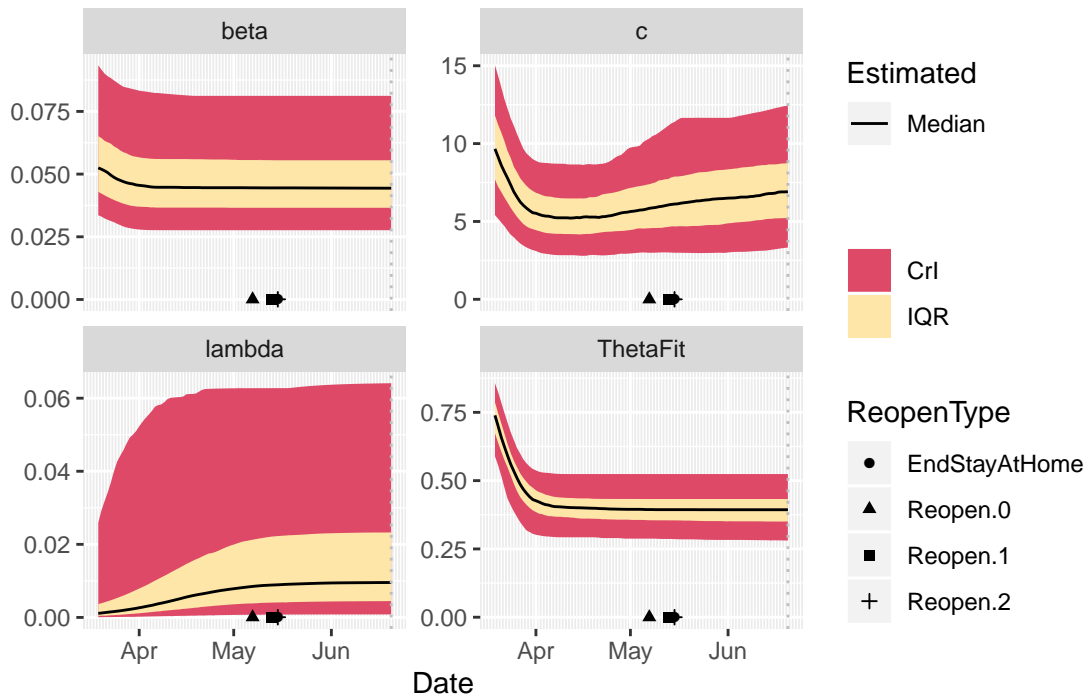 beta
c
0.075
0.050
0.025
0.000
15
10
5
0
lambda
ThetaFit
0.06
0.04
0.02
0.00
0.75
0.50
0.25
0.00
Apr
May
Jun
Apr
May
Jun
Date
Estimated
Median
CrI
IQR
ReopenType
EndStayAtHome
Reopen.0
Reopen.1
Reopen.2